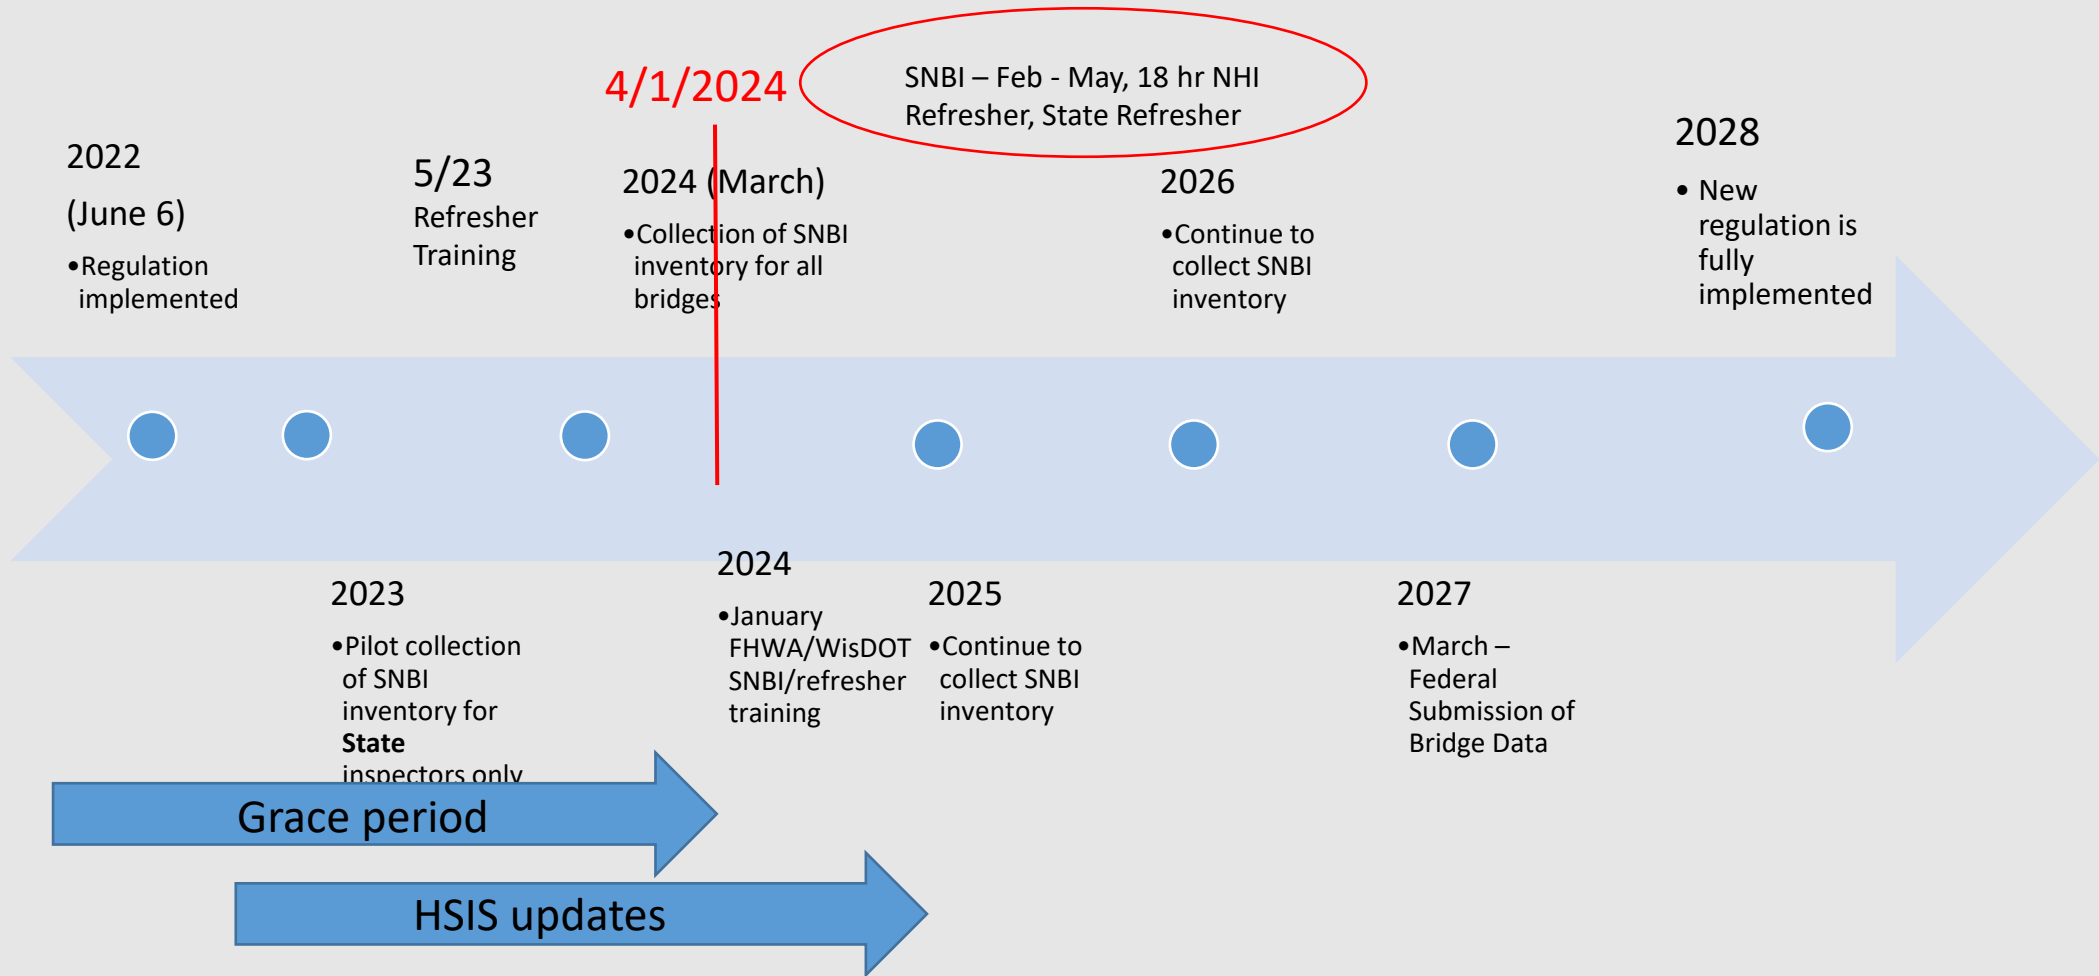 4/1/2024
SNBI – Feb - May, 18 hr NHI
Refresher, State Refresher
2022
(June 6)
•Regulation
implemented
5/23
Refresher
Training
2024 (March)
•Collection of SNBI
inventory for all
bridges
2026
•Continue to
collect SNBI
inventory
2028
• New
regulation is
fully
implemented
2023
•Pilot collection
of SNBI
inventory for
State
inspectors only
2024
•January
FHWA/WisDOT
SNBI/refresher
training
2025
•Continue to
collect SNBI
inventory
2027
•March –
Federal
Submission of
Bridge Data
Grace period
HSIS updates